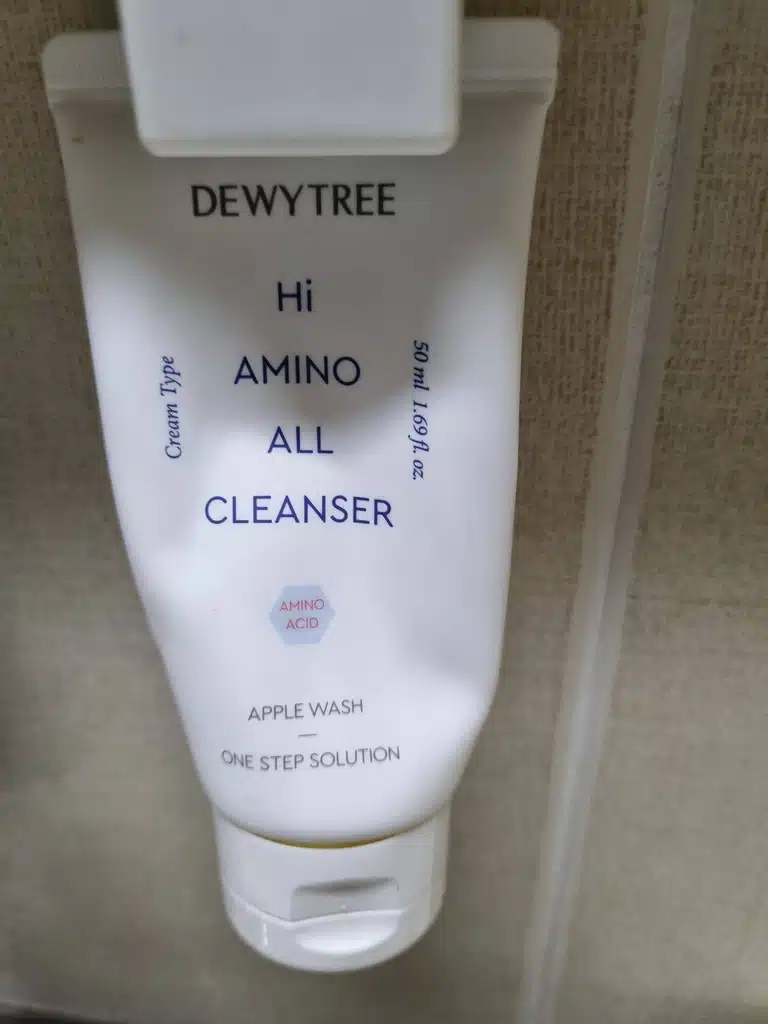 DEWYTREE
Hi
AMINO
ALL
CLEANSER
Cream Type
50 ml 1.69 fl. oz.
AMINO
ACID
APPLE WASH
ONE STEP SOLUTION